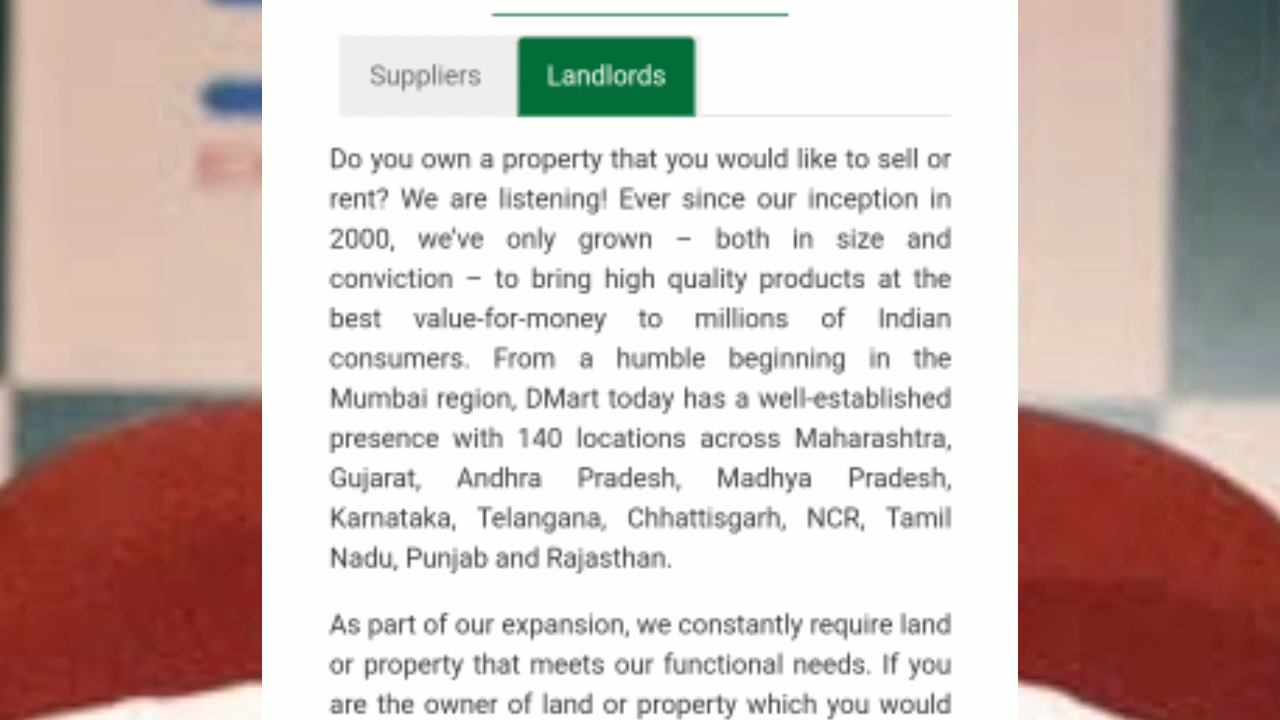 Suppliers
Landlords
Do you own a property that you would like to sell or
rent? We are listening! Ever since our inception in
2000, we've only grown – both in size and
conviction – to bring high quality products at the
best value-for-money to millions of Indian
consumers. From a humble beginning in the
Mumbai region, DMart today has a well-established
presence with 140 locations across Maharashtra,
Gujarat, Andhra Pradesh, Madhya Pradesh,
Karnataka, Telangana, Chhattisgarh, NCR, Tamil
Nadu, Punjab and Rajasthan.
As part of our expansion, we constantly require land
or property that meets our functional needs. If you
are the owner of land or property which you would